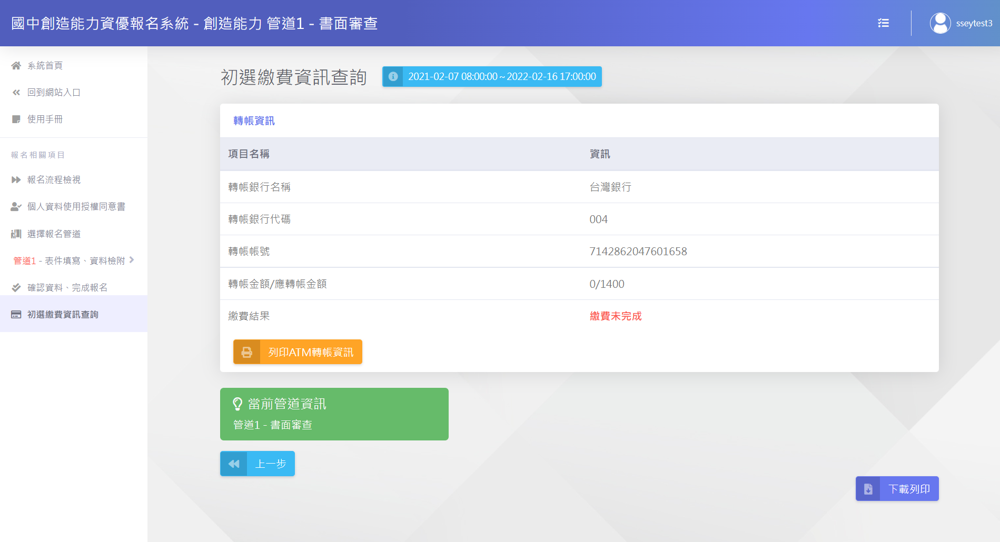 國中創造能力資優報名系統 - 創造能力 管道1 - 書面審查
sseytest3
系統首頁
回到網站入口
使用手冊
報名相關項目
報名流程檢視
個人資料使用授權同意書
選擇報名管道
管道1 - 表件填寫、資料檢附
確認資料、完成報名
初選繳費資訊查詢
初選繳費資訊查詢
2021-02-07 08:00:00 ~ 2022-02-16 17:00:00
轉帳資訊
項目名稱 資訊
轉帳銀行名稱 台灣銀行
轉帳銀行代碼 004
轉帳帳號 7142862047601658
轉帳金額/應轉帳金額 0/1400
繳費結果 繳費未完成
列印ATM轉帳資訊
當前管道資訊
管道1 - 書面審查
上一步
下載列印